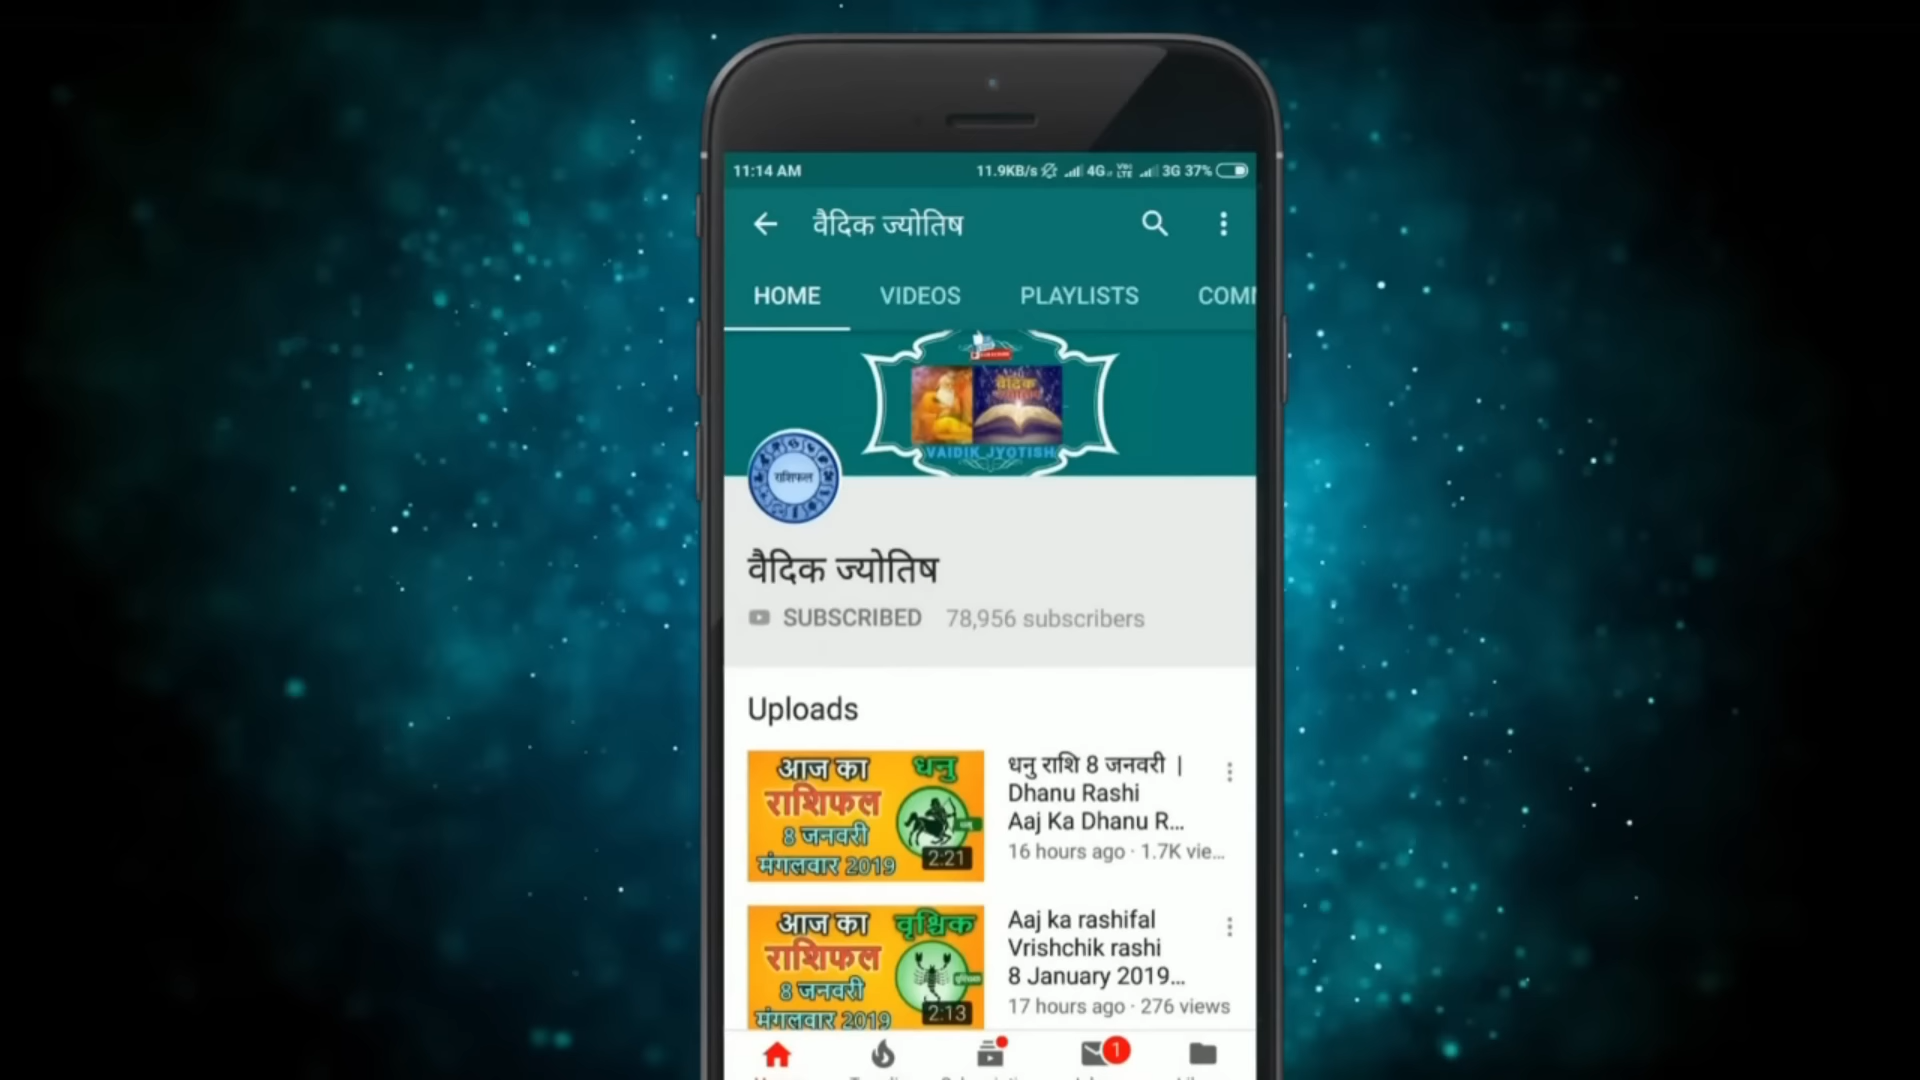 11:14 AM
11.9KB/s 4G VoLTE 3G 37%
वैदिक ज्योतिष
HOME VIDEOS PLAYLISTS COMM
SUBSCRIBE
वैदिक
VAIDIK JYOTISH
राशिफल
वैदिक ज्योतिष
SUBSCRIBED 78,956 subscribers
Uploads
आज का धनु
राशिफल
8 जनवरी
मंगलवार 2019
2:21
धनु राशि 8 जनवरी |
Dhanu Rashi
Aaj Ka Dhanu R...
16 hours ago · 1.7K vie...
आज का वृश्चिक
राशिफल
8 जनवरी
मंगलवार 2019
2:13
Aaj ka rashifal
Vrishchik rashi
8 January 2019...
17 hours ago · 276 views
1